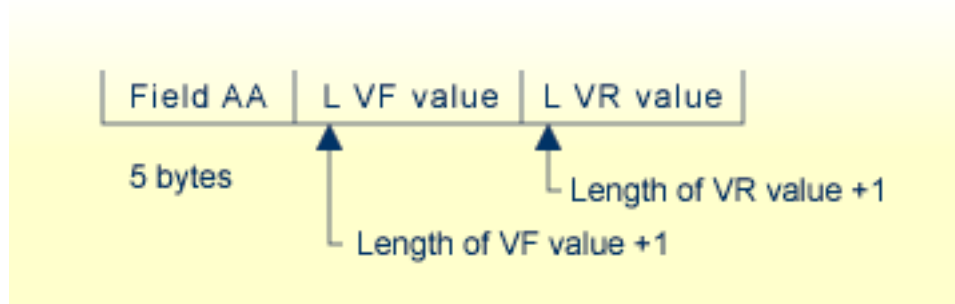 Field AA L VF value L VR value
5 bytes
Length of VR value +1
Length of VF value +1